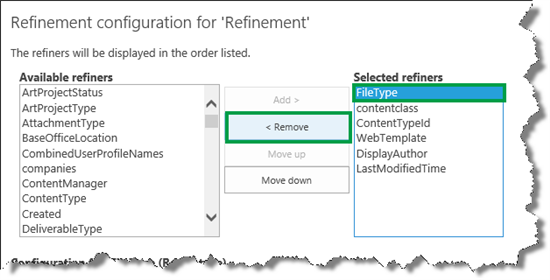 Refinement configuration for 'Refinement'
The refiners will be displayed in the order listed.
Available refiners
ArtProjectStatus
ArtProjectType
AttachmentType
BaseOfficeLocation
CombinedUserProfileNames
companies
ContentManager
ContentType
Created
DeliverableType
Add >
< Remove
Move up
Move down
Selected refiners
FileType
contentclass
ContentTypeId
WebTemplate
DisplayAuthor
LastModifiedTime